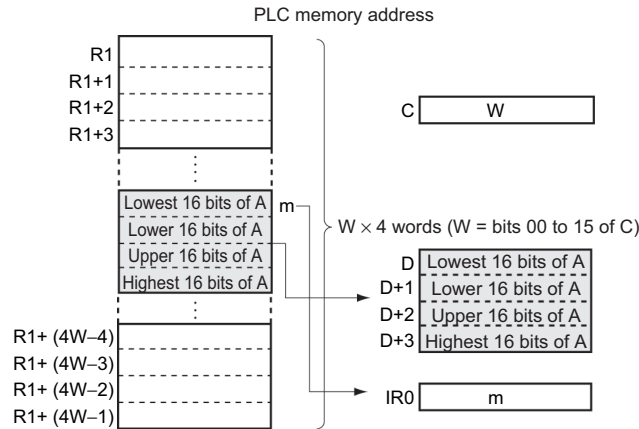 PLC memory address
R1
R1+1
R1+2
R1+3
C W
Lowest 16 bits of A m
Lower 16 bits of A
Upper 16 bits of A
Highest 16 bits of A
W × 4 words (W = bits 00 to 15 of C)
D Lowest 16 bits of A
D+1 Lower 16 bits of A
D+2 Upper 16 bits of A
D+3 Highest 16 bits of A
R1+ (4W–4)
R1+ (4W–3)
R1+ (4W–2)
R1+ (4W–1)
IR0 m